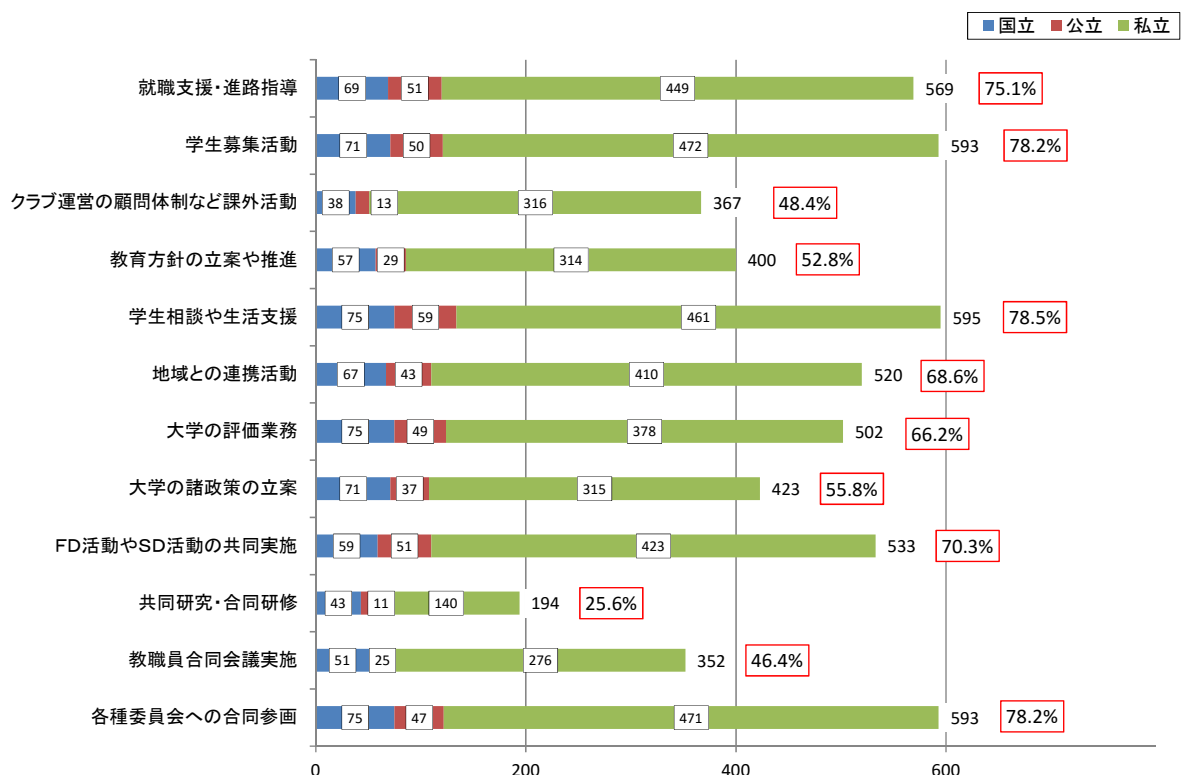 国立 公立 私立
就職支援・進路指導 69 51 449 569 75.1%
学生募集活動 71 50 472 593 78.2%
クラブ運営の顧問体制など課外活動 38 13 316 367 48.4%
教育方針の立案や推進 57 29 314 400 52.8%
学生相談や生活支援 75 59 461 595 78.5%
地域との連携活動 67 43 410 520 68.6%
大学の評価業務 75 49 378 502 66.2%
大学の諸政策の立案 71 37 315 423 55.8%
FD活動やSD活動の共同実施 59 51 423 533 70.3%
共同研究・合同研修 43 11 140 194 25.6%
教職員合同会議実施 51 25 276 352 46.4%
各種委員会への合同参画 75 47 471 593 78.2%
0 200 400 600